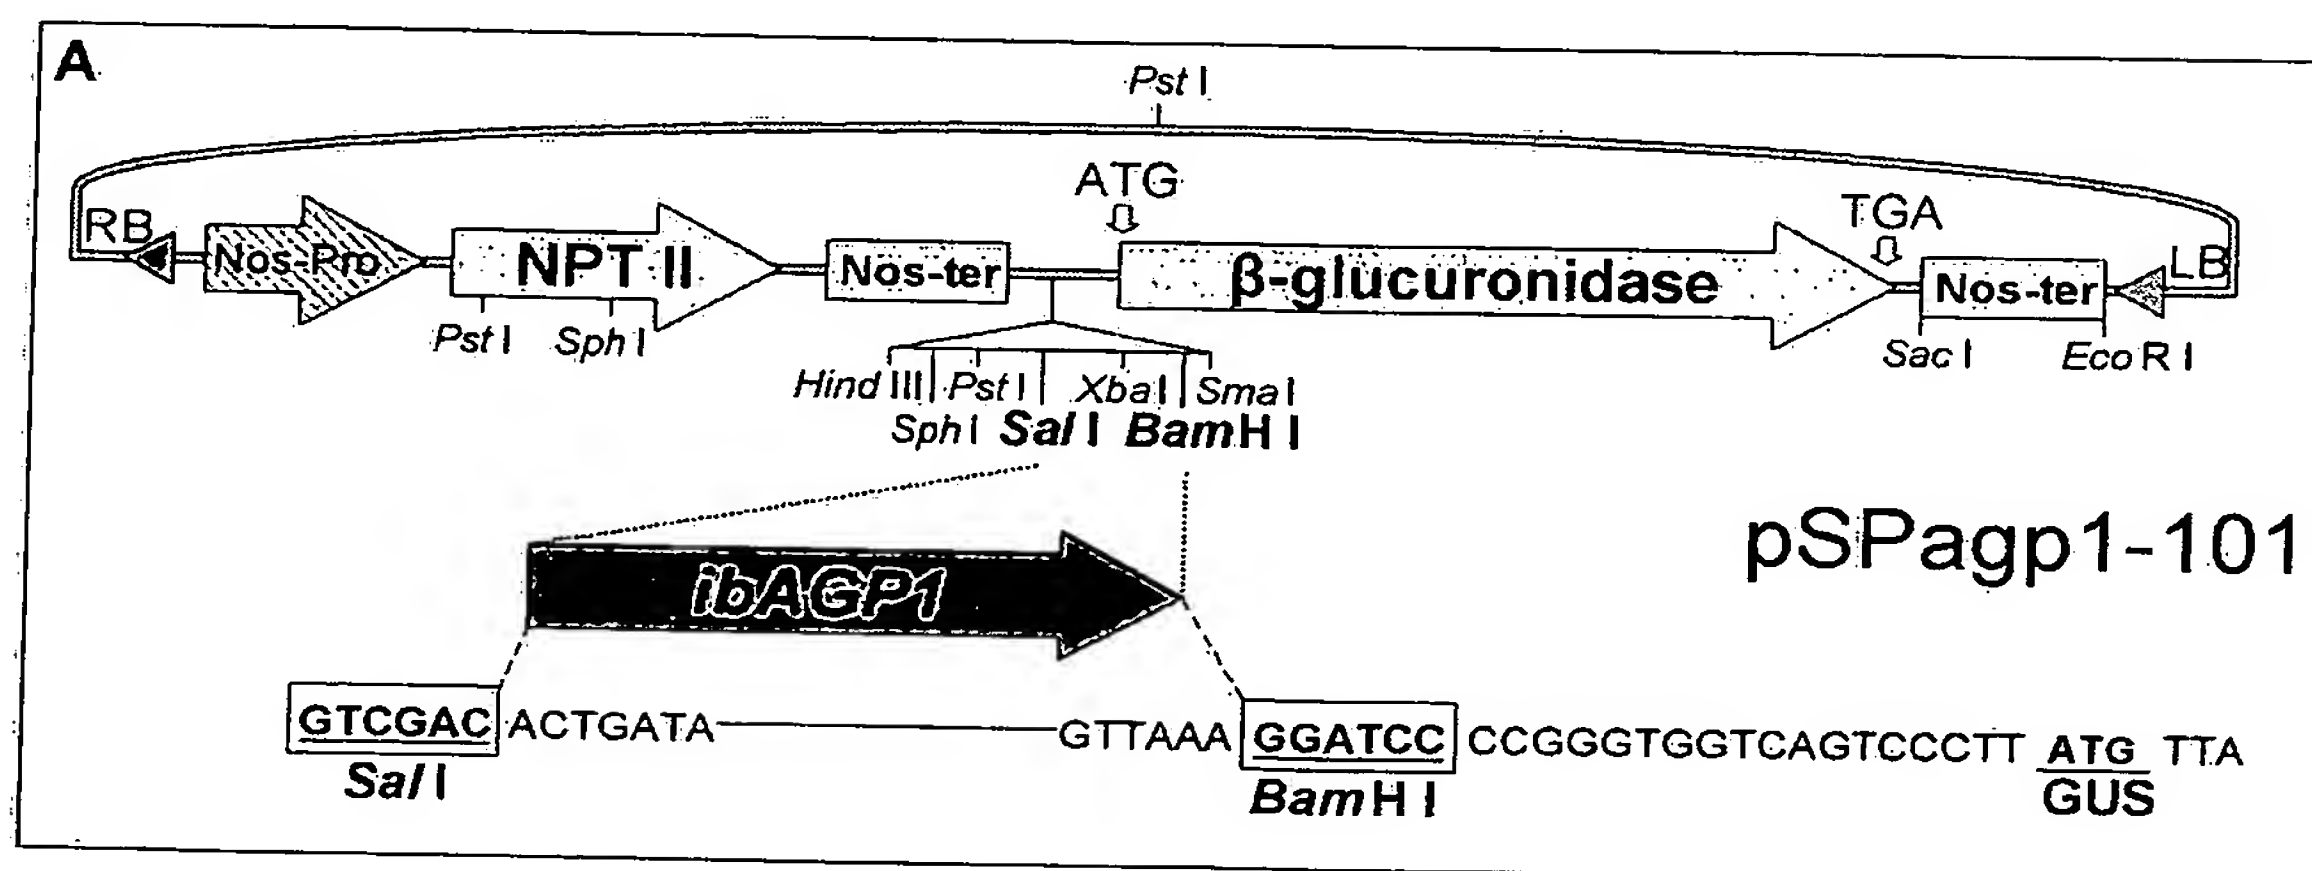 A
Pst I
ATG
TGA
RB
LB
Nos-Pro
NPT II
Nos-ter
β-glucuronidase
Nos-ter
Pst I
Sph I
Sac I
EcoR I
Hind III
Pst I
Xba I
Sma I
Sph I
Sal I
BamH I
pSPagp1-101
ibAGP1
GTCGAC ACTGATA GTTAAA GGATCC CCGGGTGGTCAGTCCCTT ATG TTA
Sal I
BamH I
GUS